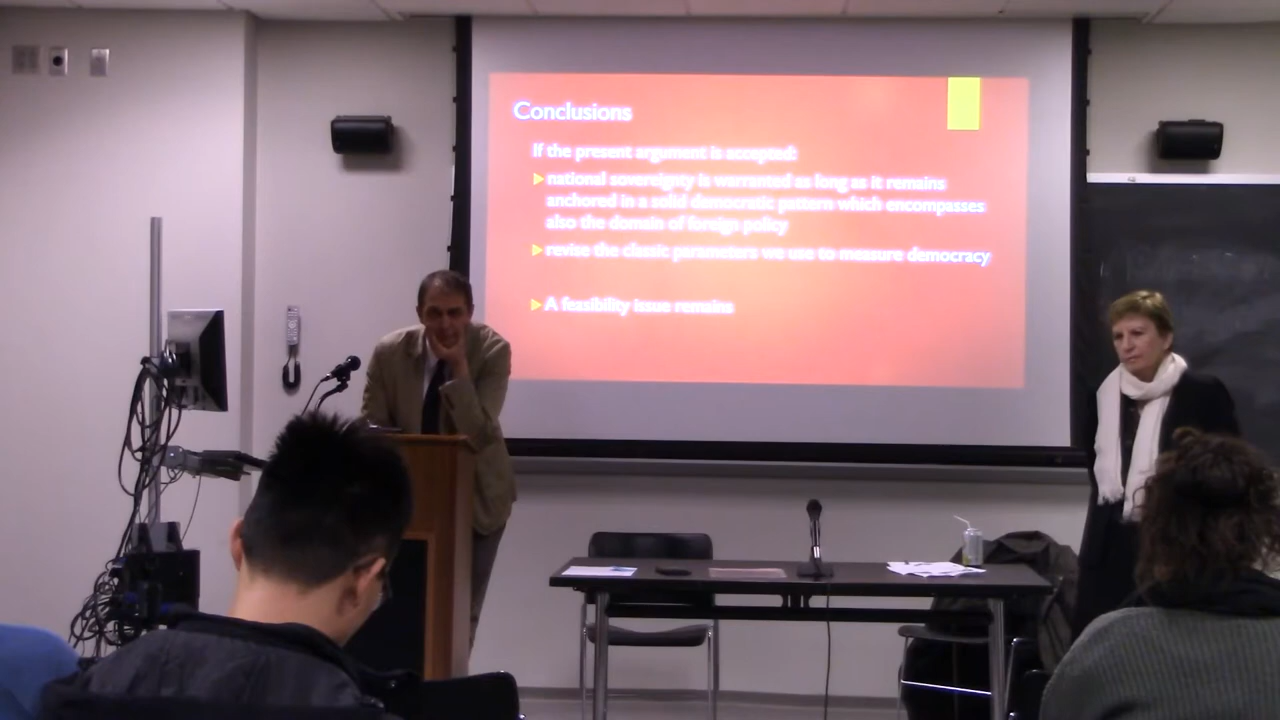 Conclusions
If the present argument is accepted:
national sovereignty is warranted as long as it remains
anchored in a solid democratic pattern which encompasses
also the domain of foreign policy
revise the classic parameters we use to measure democracy
A feasibility issue remains